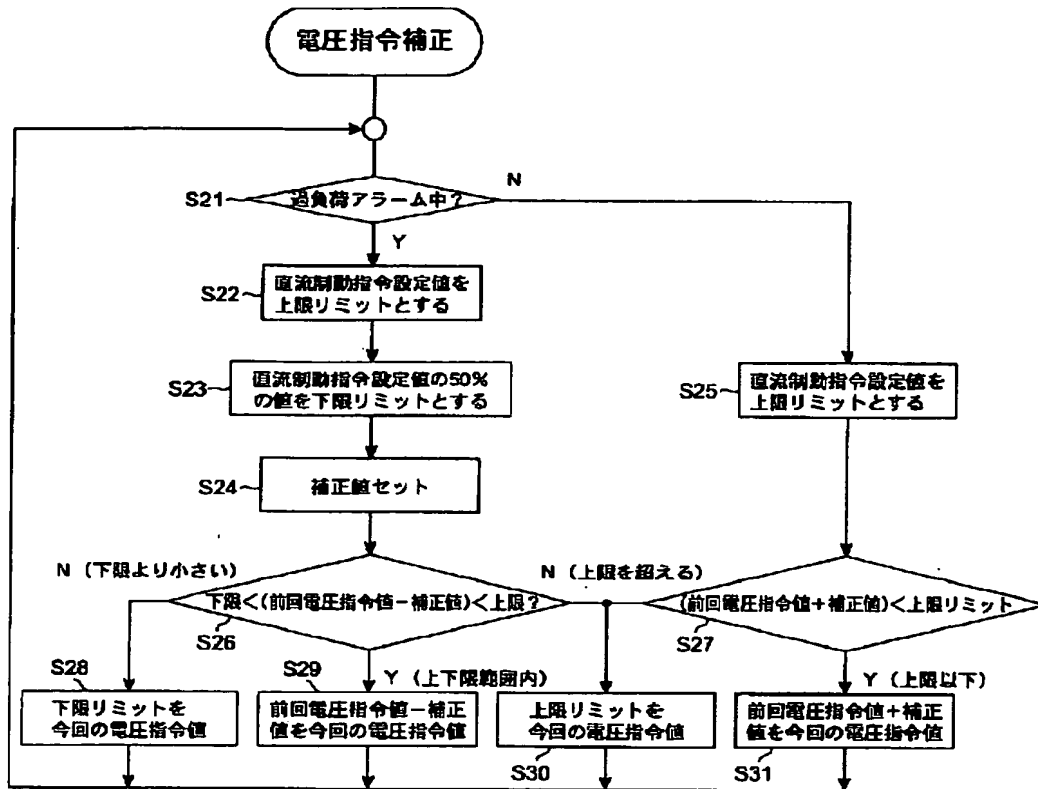 電圧指令補正
S21
過負荷アラーム中？
N
Y
S22
直流制動指令設定値を
上限リミットとする
S23
直流制動指令設定値の50%
の値を下限リミットとする
S25
直流制動指令設定値を
上限リミットとする
S24
補正値セット
N（下限より小さい）
下限＜(前回電圧指令値－補正値)＜上限？
S26
N（上限を超える）
(前回電圧指令値＋補正値)＜上限リミット
S27
S28
下限リミットを
今回の電圧指令値
S29
Y（上下限範囲内）
前回電圧指令値－補正
値を今回の電圧指令値
上限リミットを
今回の電圧指令値
S30
Y（上限以下）
前回電圧指令値＋補正
値を今回の電圧指令値
S31